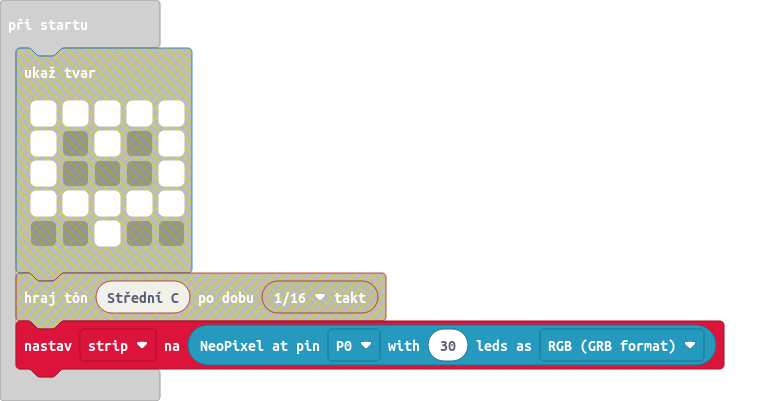 při startu
ukaž tvar
hraj tón Střední C po dobu 1/16 takt
nastav strip na NeoPixel at pin P0 with 30 leds as RGB (GRB format)